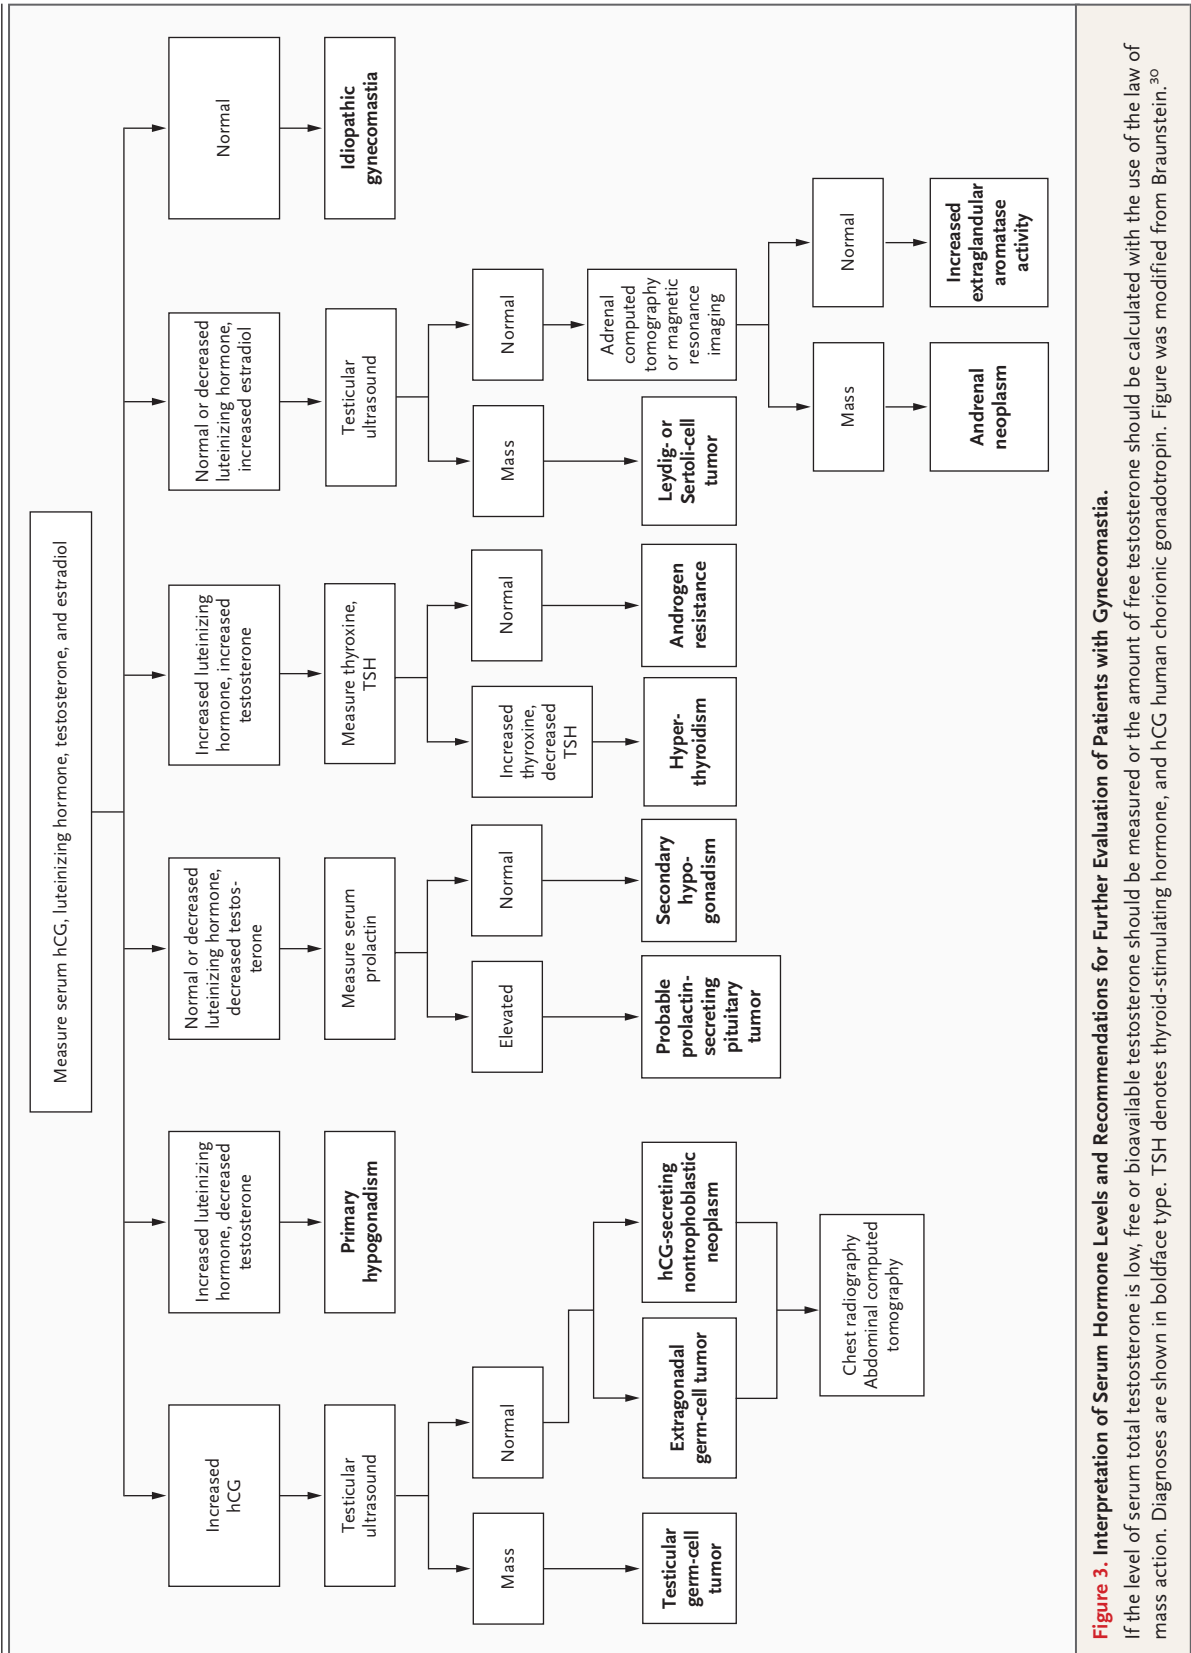 Measure serum hCG, luteinizing hormone, testosterone, and estradiol
Increased
hCG
Increased luteinizing
hormone, decreased
testosterone
Normal or decreased
luteinizing hormone,
decreased testos-
terone
Increased luteinizing
hormone, increased
testosterone
Normal or decreased
luteinizing hormone,
increased estradiol
Normal
Testicular
ultrasound
Primary
hypogonadism
Measure serum
prolactin
Measure thyroxine,
TSH
Testicular
ultrasound
Idiopathic
gynecomastia
Mass
Normal
Elevated
Normal
Increased
thyroxine,
decreased
TSH
Normal
Mass
Normal
Adrenal
computed
tomography
or magnetic
resonance
imaging
Testicular
germ-cell
tumor
Extragonadal
germ-cell tumor
hCG-secreting
nontrophoblastic
neoplasm
Probable
prolactin-
secreting
pituitary
tumor
Secondary
hypo-
gonadism
Hyper-
thyroidism
Androgen
resistance
Leydig- or
Sertoli-cell
tumor
Chest radiography
Abdominal computed
tomography
Mass
Normal
Andrenal
neoplasm
Increased
extraglandular
aromatase
activity
Figure 3. Interpretation of Serum Hormone Levels and Recommendations for Further Evaluation of Patients with Gynecomastia.
If the level of serum total testosterone is low, free or bioavailable testosterone should be measured or the amount of free testosterone should be calculated with the use of the law of
mass action. Diagnoses are shown in boldface type. TSH denotes thyroid-stimulating hormone, and hCG human chorionic gonadotropin. Figure was modified from Braunstein.30